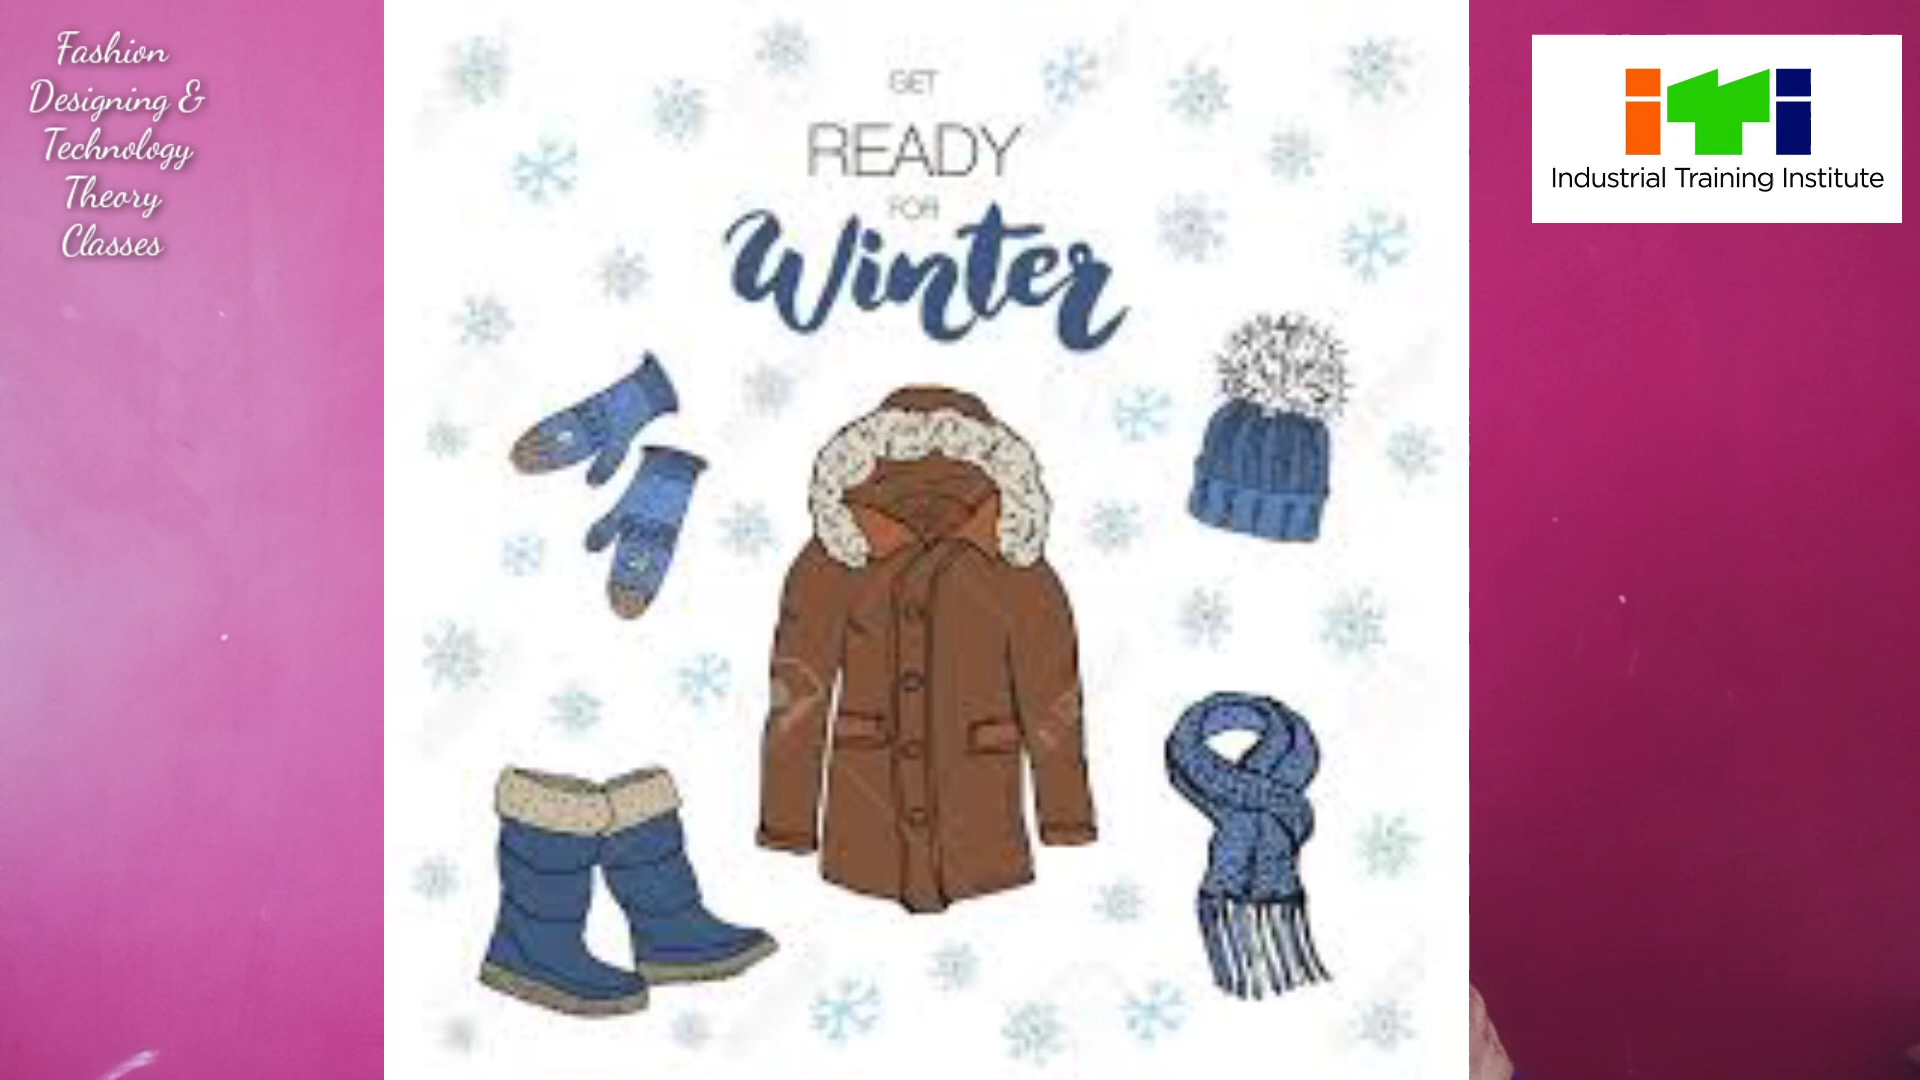 Fashion
Designing &
Technology
Theory
Classes
GET
READY
FOR
Winter
iTi
Industrial Training Institute